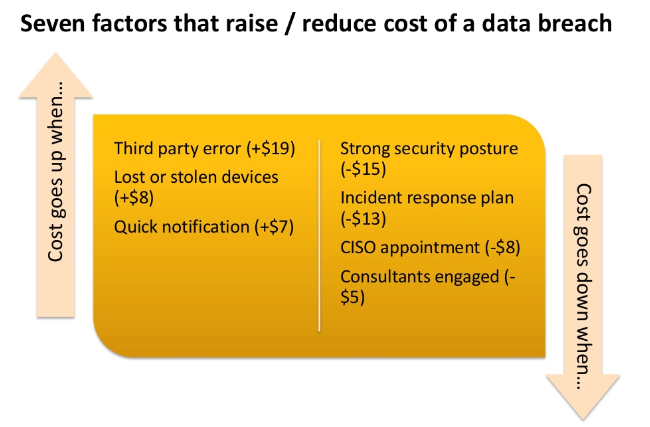 Seven factors that raise / reduce cost of a data breach
Cost goes up when...
Third party error (+$19)
Lost or stolen devices
(+$8)
Quick notification (+$7)
Strong security posture
(-$15)
Incident response plan
(-$13)
CISO appointment (-$8)
Consultants engaged (-
$5)
Cost goes down when...